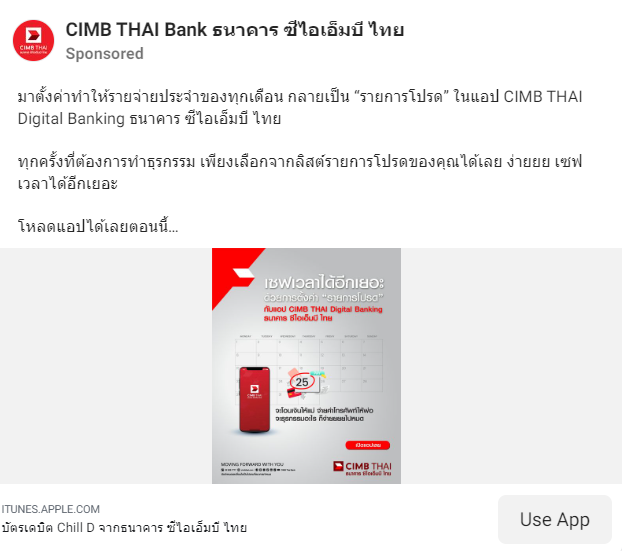 CIMB THAI Bank ธนาคาร ซีไอเอ็มบี ไทย
Sponsored
มาตั้งค่าทำให้รายจ่ายประจำของทุกเดือน กลายเป็น “รายการโปรด” ในแอป CIMB THAI
Digital Banking ธนาคาร ซีไอเอ็มบี ไทย
ทุกครั้งที่ต้องการทำธุรกรรม เพียงเลือกจากลิสต์รายการโปรดของคุณได้เลย ง่ายยย เซฟ
เวลาได้อีกเยอะ
โหลดแอปได้เลยตอนนี้...
CIMB THAI
เซฟเวลาได้อีกเยอะ
ด้วยการตั้งค่า “รายการโปรด”
กับแอป CIMB THAI Digital Banking
ธนาคาร ซีไอเอ็มบี ไทย
25
CIMB THAI
จะโอนเงินให้แม่ จ่ายค่าโทรศัพท์ให้พ่อ
จะธุรกรรมอะไร ก็ง่ายยยยไปหมด
MOVING FORWARD WITH YOU
CIMB THAI
ธนาคาร ซีไอเอ็มบี ไทย
ITUNES.APPLE.COM
บัตรเดบิต Chill D จากธนาคาร ซีไอเอ็มบี ไทย
Use App